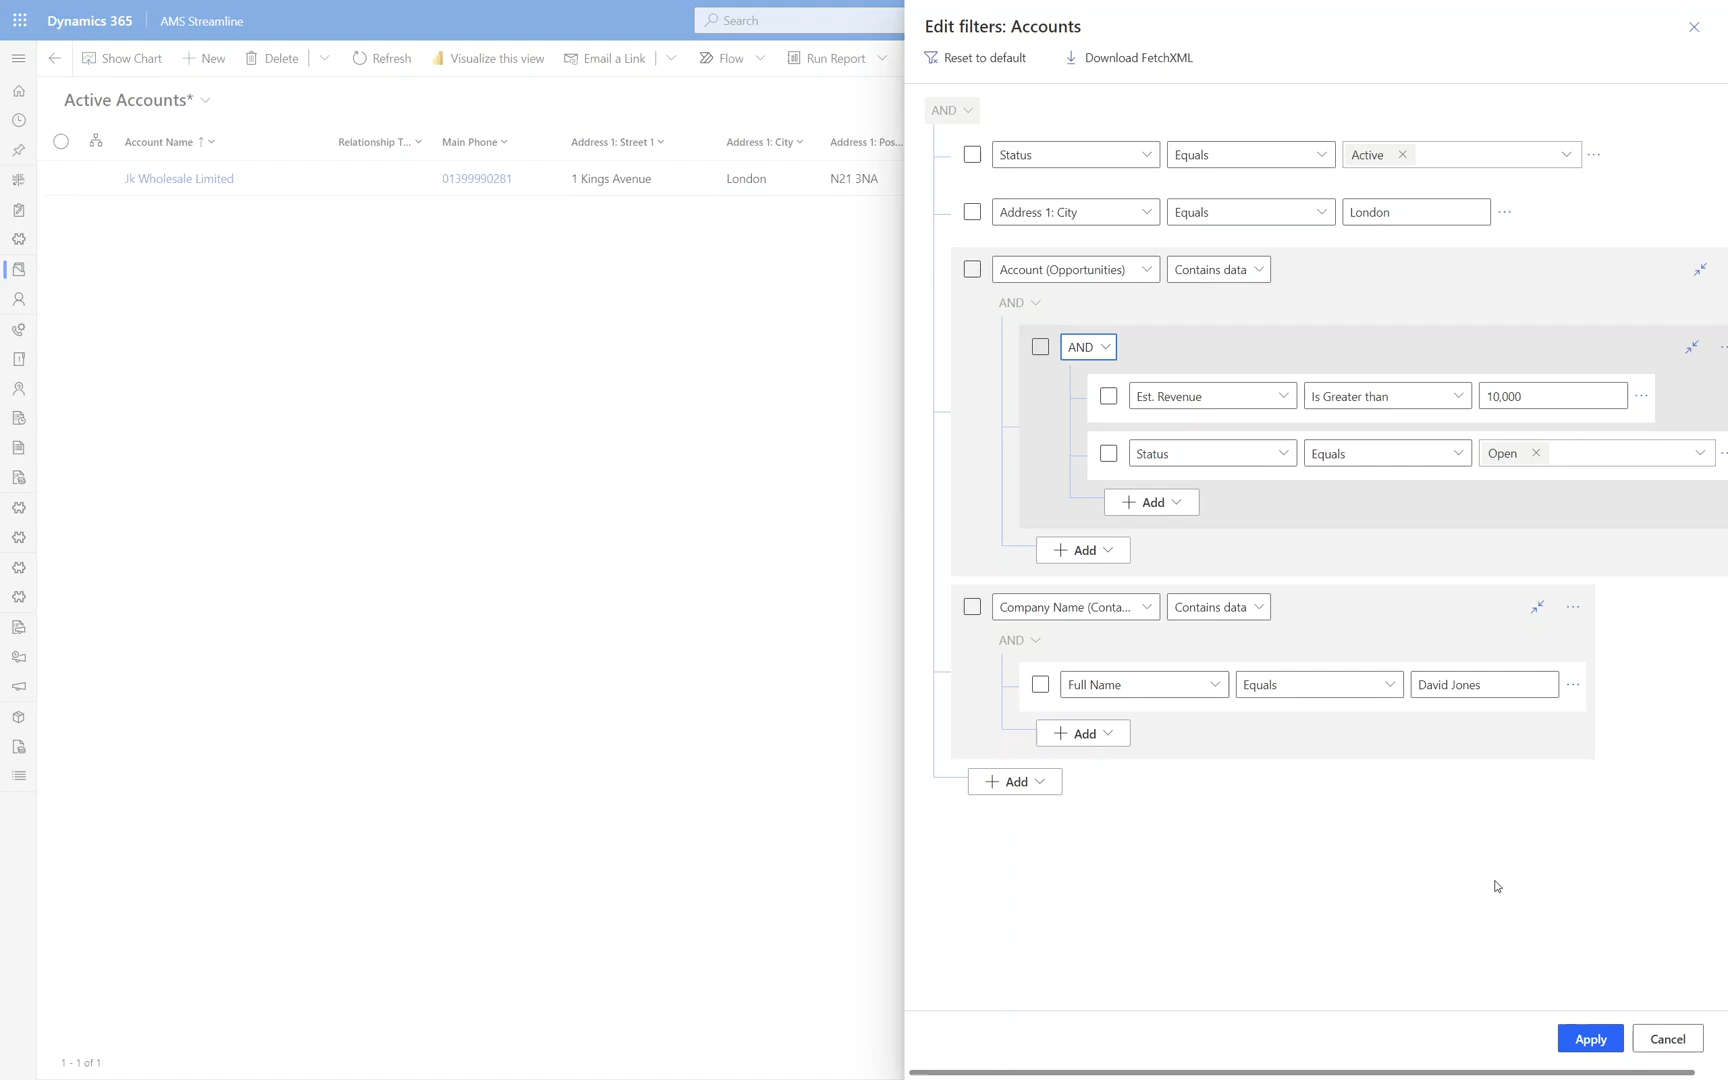 Dynamics 365
AMS Streamline
Search
Show Chart
New
Delete
Refresh
Visualize this view
Email a Link
Flow
Run Report
Active Accounts*
Account Name
Relationship T...
Main Phone
Address 1: Street 1
Address 1: City
Address 1: Pos...
Jk Wholesale Limited
01399990281
1 Kings Avenue
London
N21 3NA
1 - 1 of 1
Edit filters: Accounts
Reset to default
Download FetchXML
AND
Status
Equals
Active
Address 1: City
Equals
London
Account (Opportunities)
Contains data
AND
AND
Est. Revenue
Is Greater than
10,000
Status
Equals
Open
Add
Add
Company Name (Conta...
Contains data
AND
Full Name
Equals
David Jones
Add
Add
Apply
Cancel